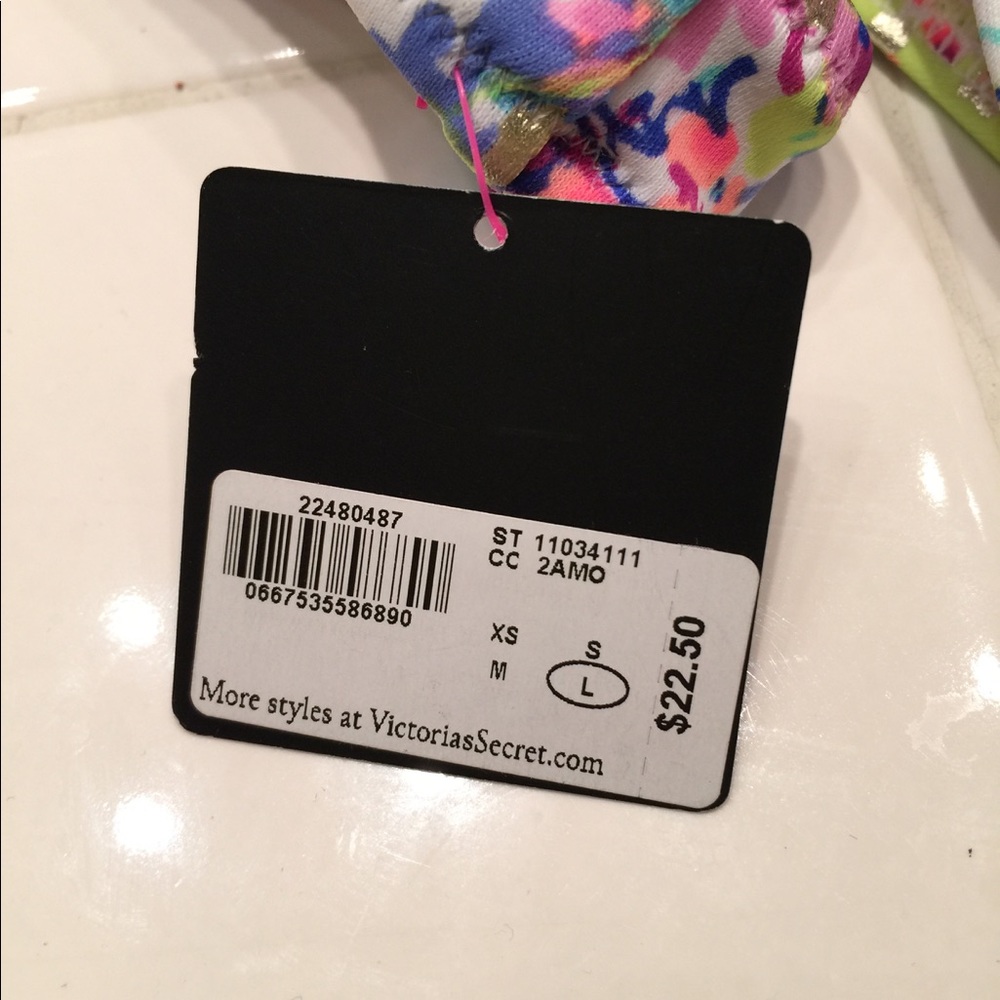 22480487
0667535586890
ST 11034111
CC 2AMO
XS S
M L
$22.50
More styles at VictoriasSecret.com